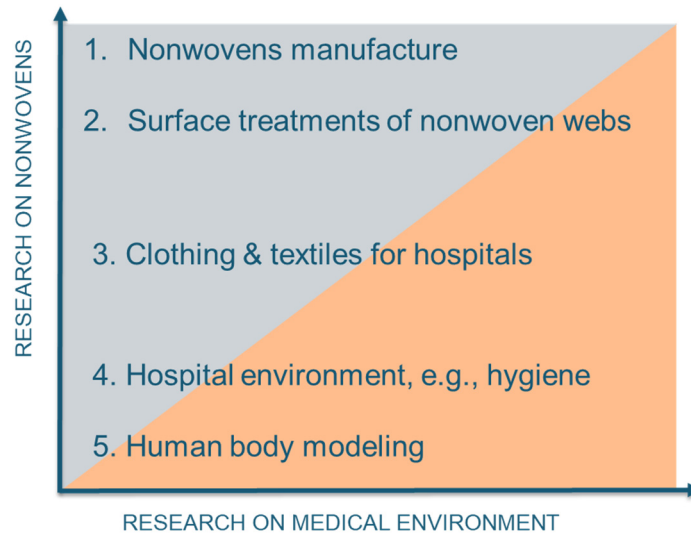 RESEARCH ON NONWOVENS
1. Nonwovens manufacture
2. Surface treatments of nonwoven webs
3. Clothing & textiles for hospitals
4. Hospital environment, e.g., hygiene
5. Human body modeling
RESEARCH ON MEDICAL ENVIRONMENT